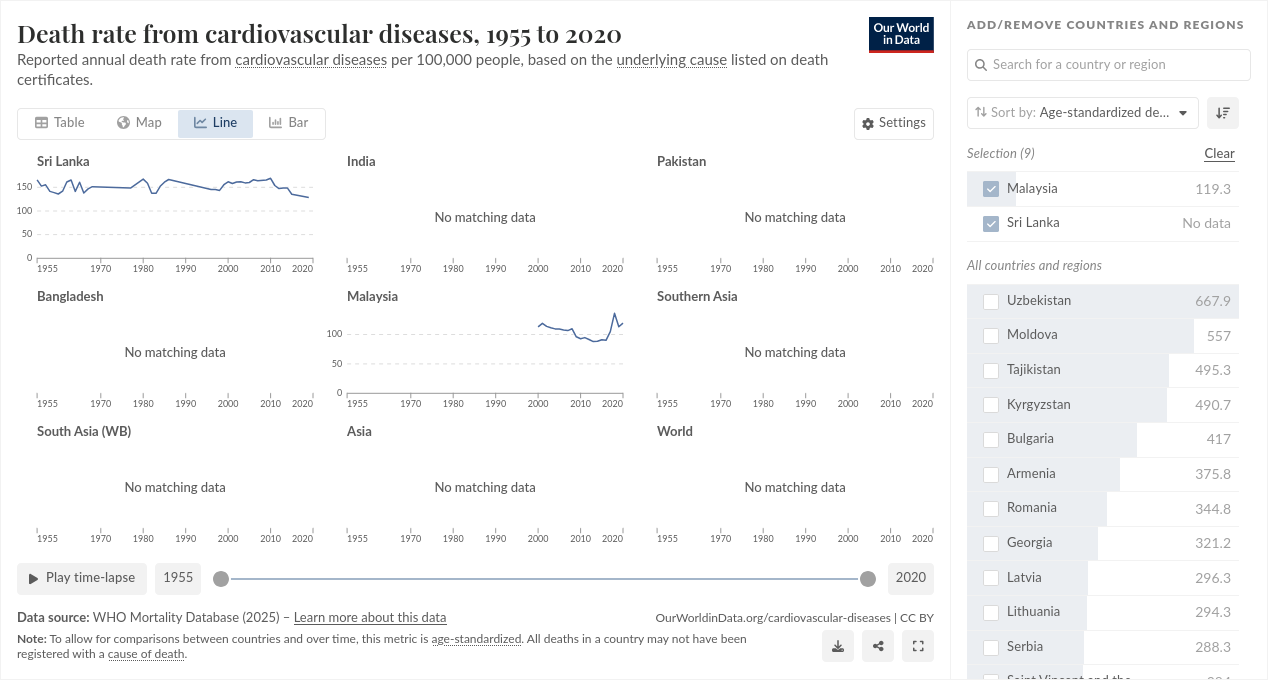 Death rate from cardiovascular diseases, 1955 to 2020
Reported annual death rate from cardiovascular diseases per 100,000 people, based on the underlying cause listed on death
certificates.
Our World
in Data
Table
Map
Line
Bar
Settings
Sri Lanka
150
100
50
0
1955 1970 1980 1990 2000 2010 2020
India
No matching data
1955 1970 1980 1990 2000 2010 2020
Pakistan
No matching data
1955 1970 1980 1990 2000 2010 2020
Bangladesh
No matching data
1955 1970 1980 1990 2000 2010 2020
Malaysia
100
50
0
1955 1970 1980 1990 2000 2010 2020
Southern Asia
No matching data
1955 1970 1980 1990 2000 2010 2020
South Asia (WB)
No matching data
1955 1970 1980 1990 2000 2010 2020
Asia
No matching data
1955 1970 1980 1990 2000 2010 2020
World
No matching data
1955 1970 1980 1990 2000 2010 2020
Play time-lapse
1955
2020
Data source: WHO Mortality Database (2025) – Learn more about this data
OurWorldinData.org/cardiovascular-diseases | CC BY
Note: To allow for comparisons between countries and over time, this metric is age-standardized. All deaths in a country may not have been
registered with a cause of death.
ADD/REMOVE COUNTRIES AND REGIONS
Search for a country or region
Sort by: Age-standardized de...
Selection (9)
Clear
Malaysia 119.3
Sri Lanka No data
All countries and regions
Uzbekistan 667.9
Moldova 557
Tajikistan 495.3
Kyrgyzstan 490.7
Bulgaria 417
Armenia 375.8
Romania 344.8
Georgia 321.2
Latvia 296.3
Lithuania 294.3
Serbia 288.3
Saint Vincent and the